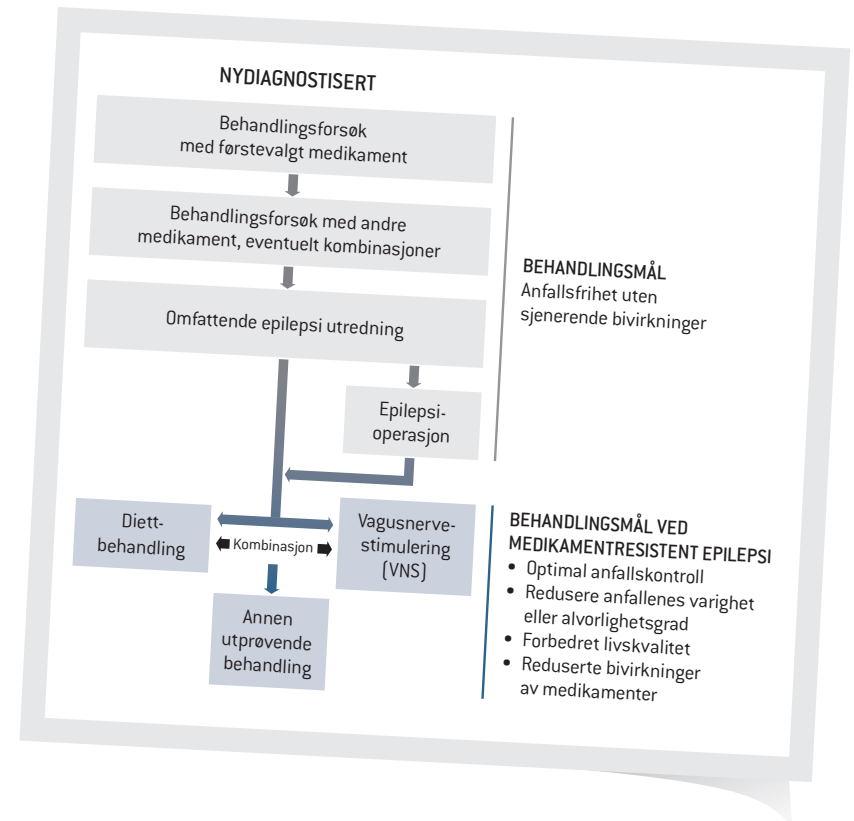 NYDIAGNOSTISERT
Behandlingsforsøk
med førstevalgt medikament
Behandlingsforsøk med andre
medikament, eventuelt kombinasjoner
Omfattende epilepsi utredning
Epilepsi-
operasjon
BEHANDLINGSMÅL
Anfallsfrihet uten
sjenerende bivirkninger
Diett-
behandling
Kombinasjon
Vagusnerve-
stimulering
(VNS)
Annen
utprøvende
behandling
BEHANDLINGSMÅL VED
MEDIKAMENTRESISTENT EPILEPSI
• Optimal anfallskontroll
• Redusere anfallenes varighet
eller alvorlighetsgrad
• Forbedret livskvalitet
• Reduserte bivirkninger
av medikamenter